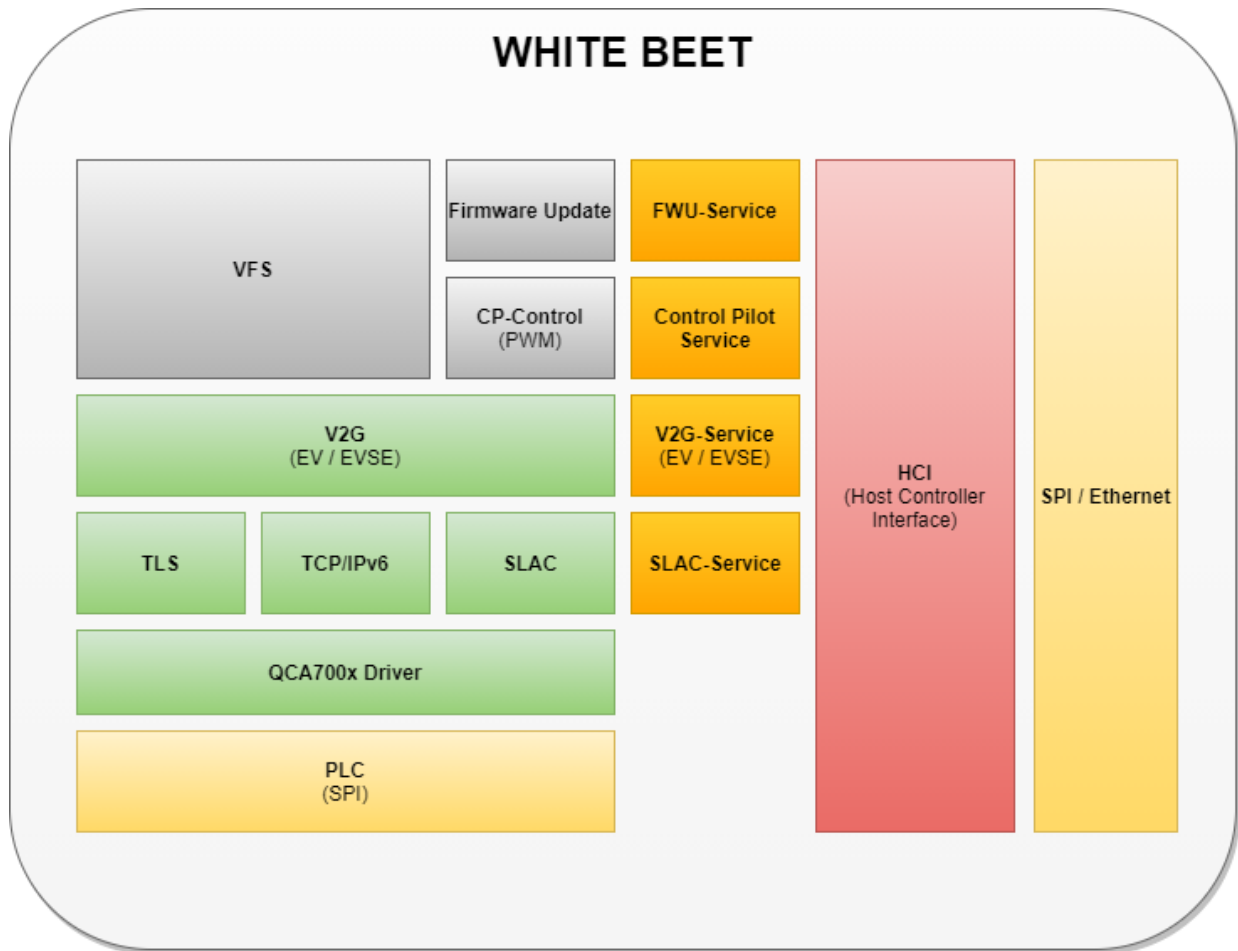 WHITE BEET
VFS
Firmware Update
FWU-Service
CP-Control
(PWM)
Control Pilot
Service
V2G
(EV / EVSE)
V2G-Service
(EV / EVSE)
HCI
(Host Controller
Interface)
SPI / Ethernet
TLS
TCP/IPv6
SLAC
SLAC-Service
QCA700x Driver
PLC
(SPI)